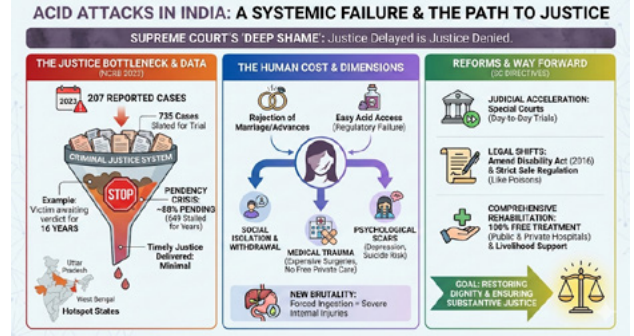 ACID ATTACKS IN INDIA: A SYSTEMIC FAILURE & THE PATH TO JUSTICE
SUPREME COURT'S 'DEEP SHAME': Justice Delayed is Justice Denied.
THE JUSTICE BOTTLENECK & DATA
(NCRB 2023)
2023
207 REPORTED CASES
735 Cases
Slated for Trial
CRIMINAL JUSTICE SYSTEM
STOP
Example:
Victim awaiting
verdict for
16 YEARS
PENDENCY
CRISIS:
~88% PENDING
(649 Stalled
for Years)
Timely Justice
Delivered:
Minimal
Uttar
Pradesh
West Bengal
Hotspot States
THE HUMAN COST & DIMENSIONS
Rejection of
Marriage/Advances
Easy Acid Access
(Regulatory Failure)
SOCIAL
ISOLATION &
WITHDRAWAL
MEDICAL TRAUMA
(Expensive Surgeries,
No Free Private Care)
PSYCHOLOGICAL
SCARS
(Depression,
Suicide Risk)
NEW BRUTALITY:
Forced Ingestion = Severe
Internal Injuries
REFORMS & WAY FORWARD
(SC DIRECTIVES)
JUDICIAL ACCELERATION:
Special Courts
(Day-to-Day Trials)
LEGAL SHIFTS:
Amend Disability Act (2016)
& Strict Sale Regulation
(Like Poisons)
COMPREHENSIVE
REHABILITATION:
100% FREE TREATMENT
(Public & Private Hospitals)
& Livelihood Support
GOAL: RESTORING
DIGNITY & ENSURING
SUBSTANTIVE JUSTICE